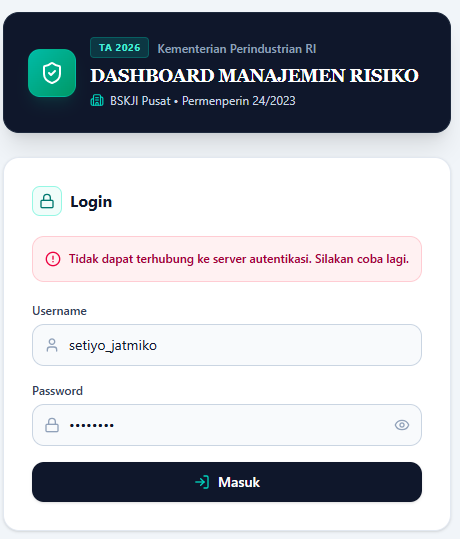 TA 2026 Kementerian Perindustrian RI
DASHBOARD MANAJEMEN RISIKO
BSKJI Pusat • Permenperin 24/2023
Login
Tidak dapat terhubung ke server autentikasi. Silakan coba lagi.
Username
setiyo_jatmiko
Password
••••••••
Masuk